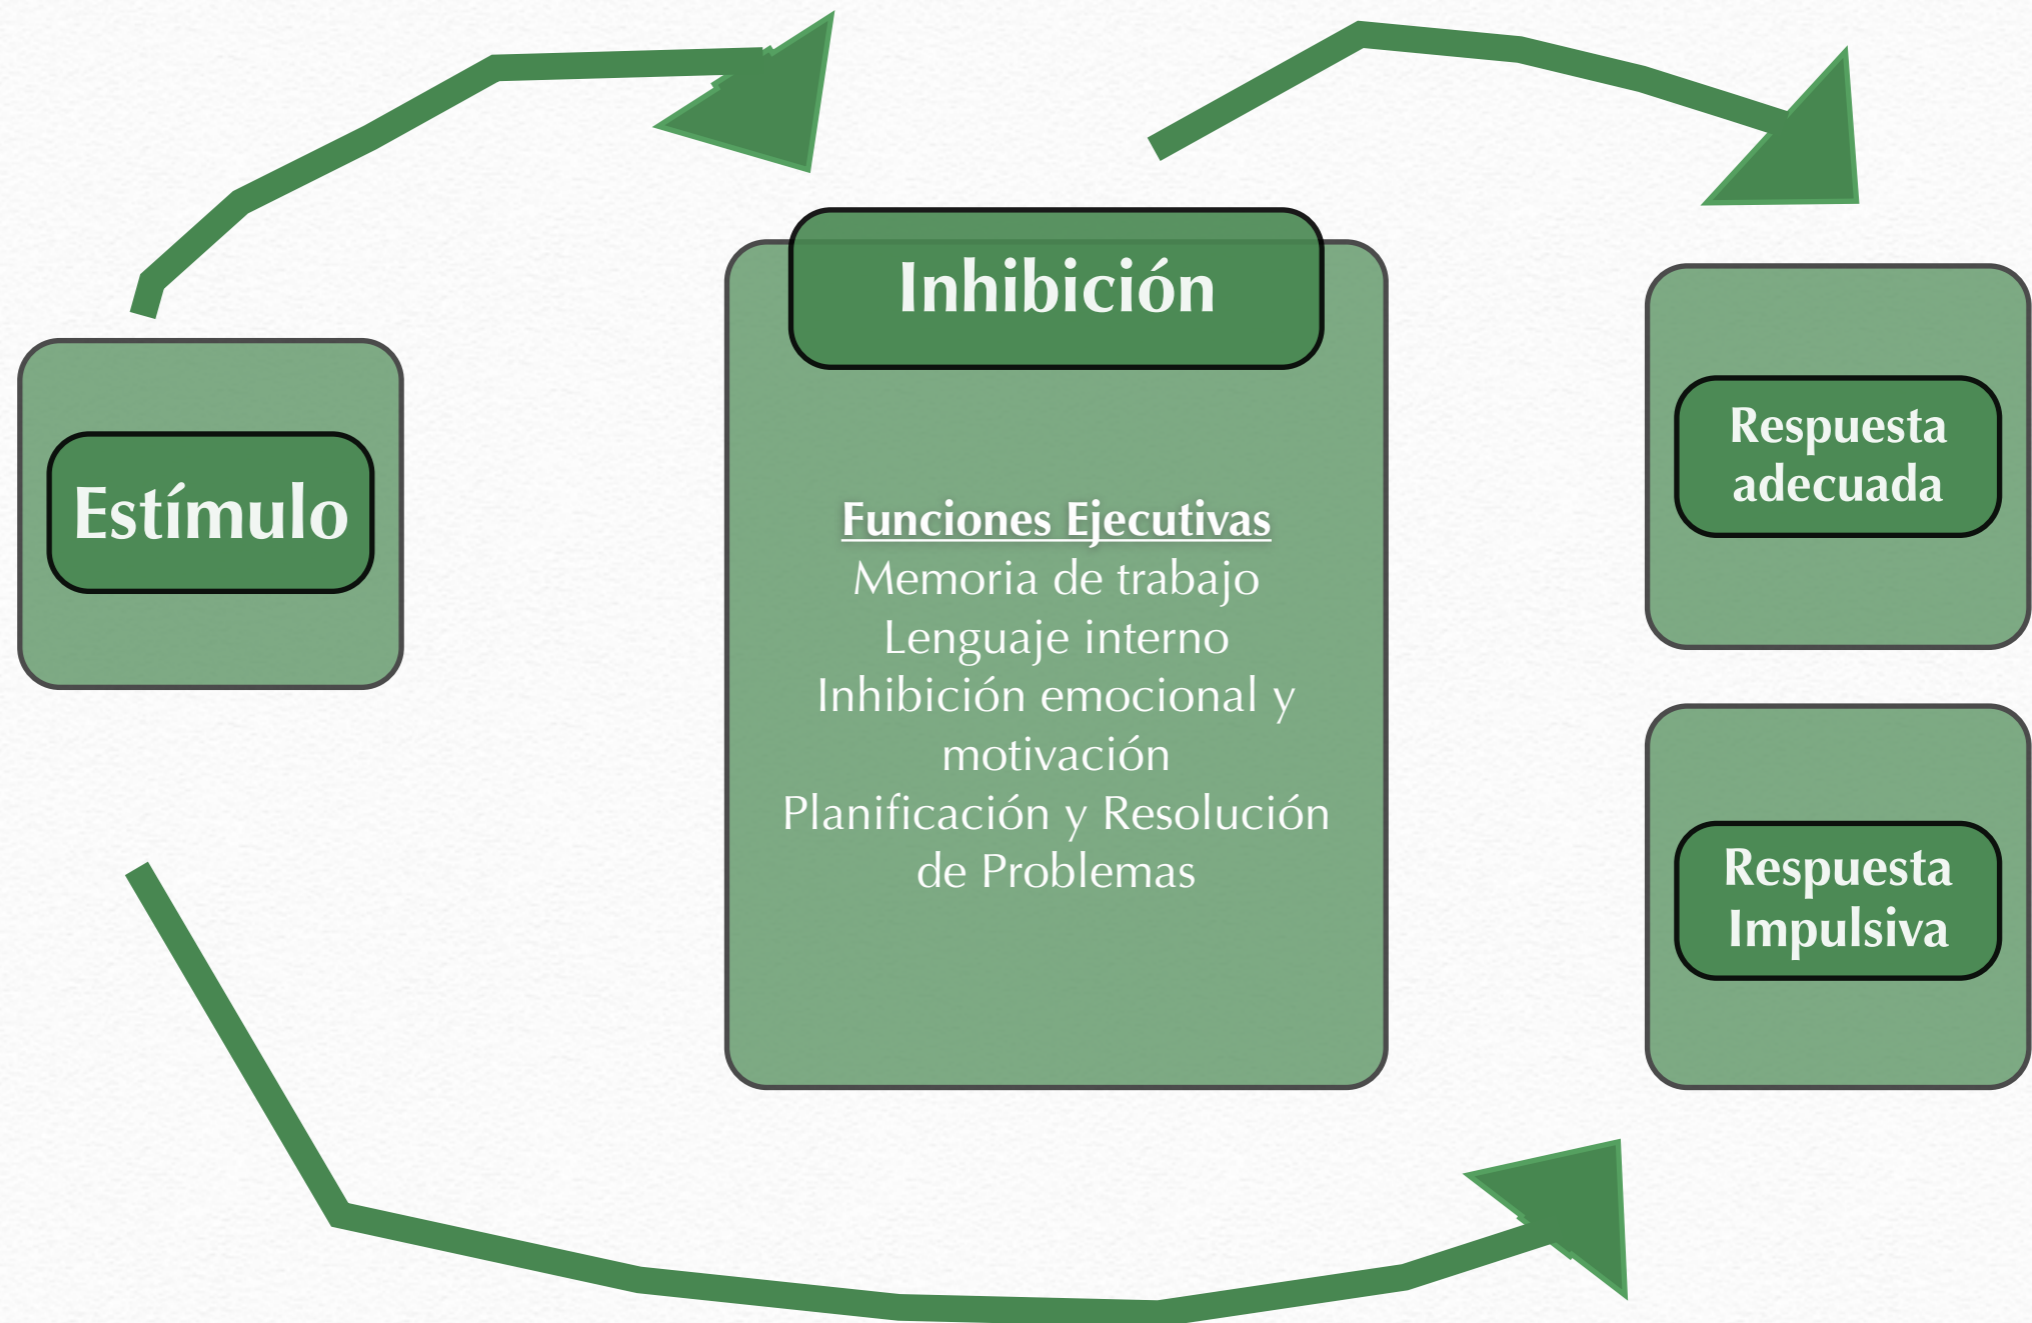 Estímulo
Inhibición
Funciones Ejecutivas
Memoria de trabajo
Lenguaje interno
Inhibición emocional y
motivación
Planificación y Resolución
de Problemas
Respuesta
adecuada
Respuesta
Impulsiva